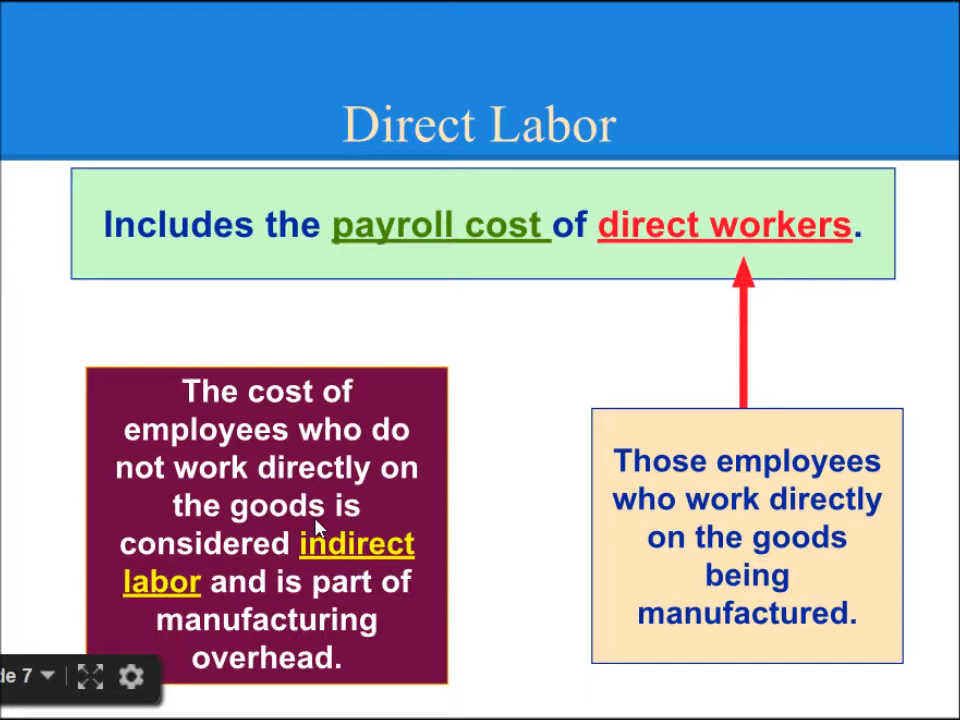 Direct Labor
Includes the payroll cost of direct workers.
The cost of
employees who do
not work directly on
the goods is
considered indirect
labor and is part of
manufacturing
overhead.
Those employees
who work directly
on the goods
being
manufactured.
de 7